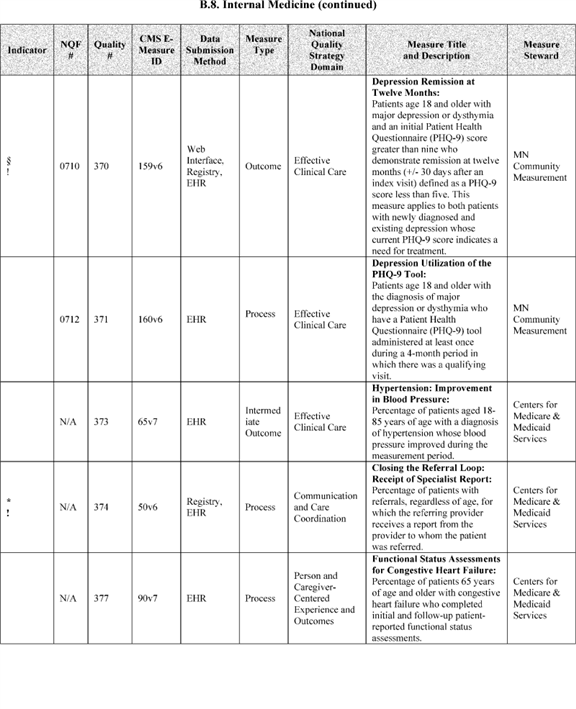 B.8. Internal Medicine (continued)
Indicator
NQF
#
Quality
#
CMS E-
Measure
ID
Data
Submission
Method
Measure
Type
National
Quality
Strategy
Domain
Measure Title
and Description
Measure
Steward
§
!
0710
370
159v6
Web
Interface,
Registry,
EHR
Outcome
Effective
Clinical Care
Depression Remission at
Twelve Months:
Patients age 18 and older with
major depression or dysthymia
and an initial Patient Health
Questionnaire (PHQ-9) score
greater than nine who
demonstrate remission at twelve
months (+/- 30 days after an
index visit) defined as a PHQ-9
score less than five. This
measure applies to both patients
with newly diagnosed and
existing depression whose
current PHQ-9 score indicates a
need for treatment.
MN
Community
Measurement
0712
371
160v6
EHR
Process
Effective
Clinical Care
Depression Utilization of the
PHQ-9 Tool:
Patients age 18 and older with
the diagnosis of major
depression or dysthymia who
have a Patient Health
Questionnaire (PHQ-9) tool
administered at least once
during a 4-month period in
which there was a qualifying
visit.
MN
Community
Measurement
N/A
373
65v7
EHR
Intermed
iate
Outcome
Effective
Clinical Care
Hypertension: Improvement
in Blood Pressure:
Percentage of patients aged 18-
85 years of age with a diagnosis
of hypertension whose blood
pressure improved during the
measurement period.
Centers for
Medicare &
Medicaid
Services
*
!
N/A
374
50v6
Registry,
EHR
Process
Communication
and Care
Coordination
Closing the Referral Loop:
Receipt of Specialist Report:
Percentage of patients with
referrals, regardless of age, for
which the referring provider
receives a report from the
provider to whom the patient
was referred.
Centers for
Medicare &
Medicaid
Services
N/A
377
90v7
EHR
Process
Person and
Caregiver-
Centered
Experience and
Outcomes
Functional Status Assessments
for Congestive Heart Failure:
Percentage of patients 65 years
of age and older with congestive
heart failure who completed
initial and follow-up patient-
reported functional status
assessments.
Centers for
Medicare &
Medicaid
Services